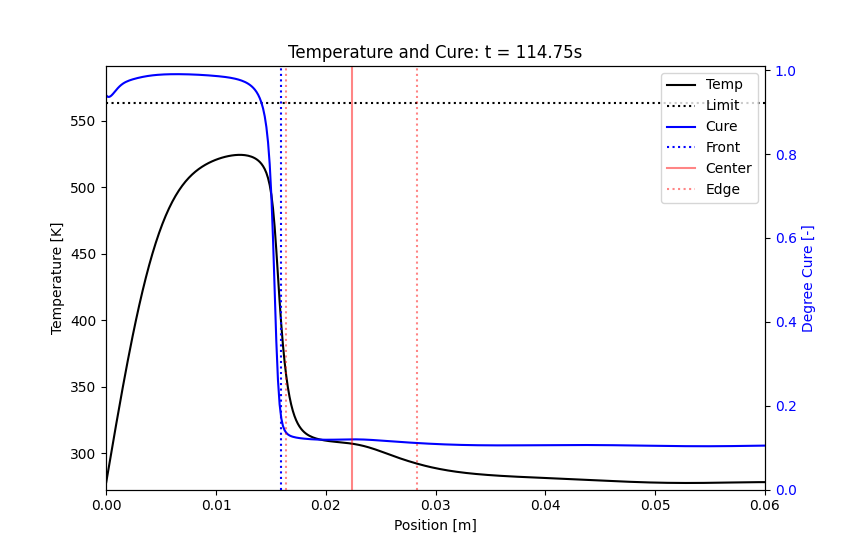 Temperature and Cure: t = 114.75s
Temp
Limit
Cure
Front
Center
Edge
Temperature [K]
550
500
450
400
350
300
1.0
0.8
0.6
0.4
0.2
0.0
Degree Cure [-]
0.00
0.01
0.02
0.03
0.04
0.05
0.06
Position [m]